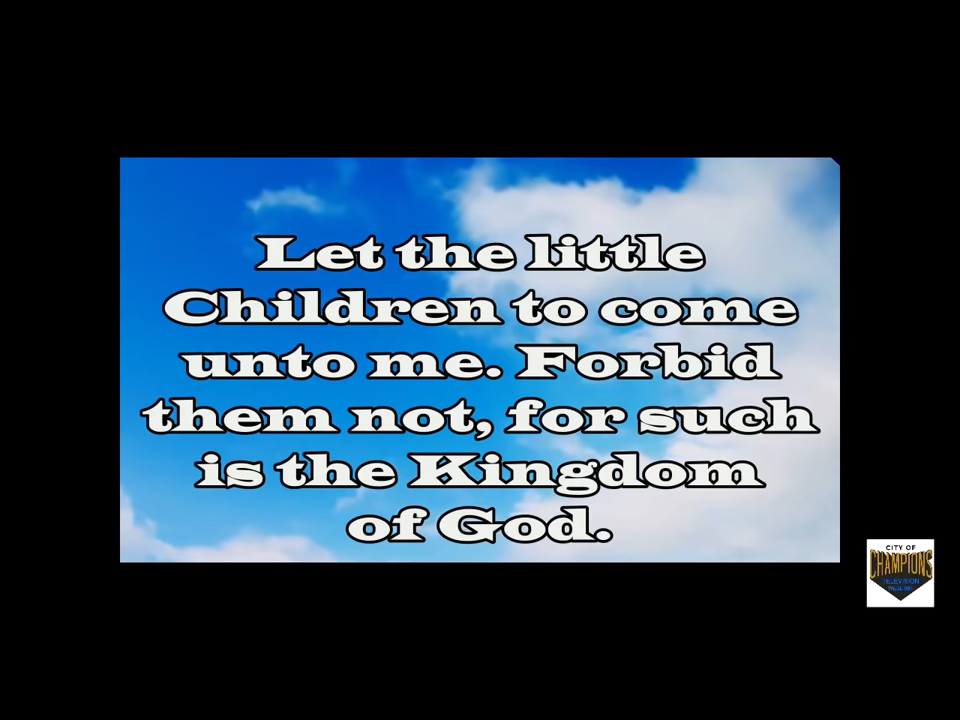 Let the little
Children to come
unto me. Forbid
them not, for such
is the Kingdom
of God.
CITY OF
CHAMPIONS
TELEVISION